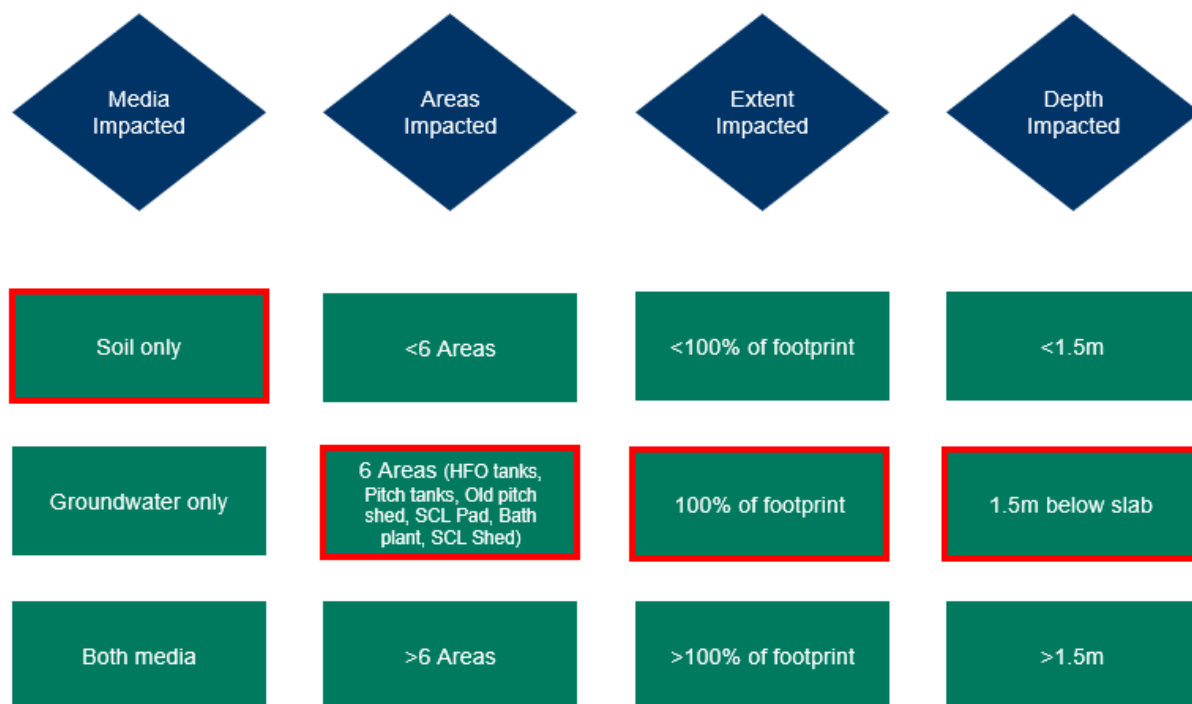 Media
Impacted
Areas
Impacted
Extent
Impacted
Depth
Impacted
Soil only
<6 Areas
<100% of footprint
<1.5m
Groundwater only
6 Areas (HFO tanks,
Pitch tanks, Old pitch
shed, SCL Pad, Bath
plant, SCL Shed)
100% of footprint
1.5m below slab
Both media
>6 Areas
>100% of footprint
>1.5m